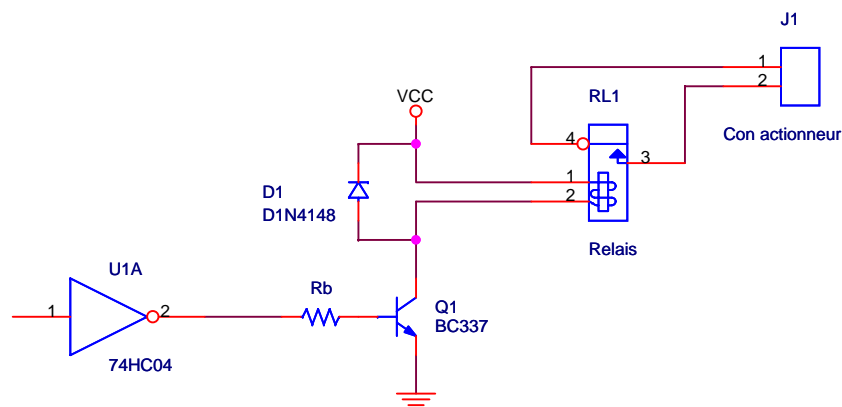 J1
1
2
RL1
VCC
Con actionneur
4
3
1
2
D1
D1N4148
Relais
U1A
Rb
Q1
BC337
1
2
74HC04